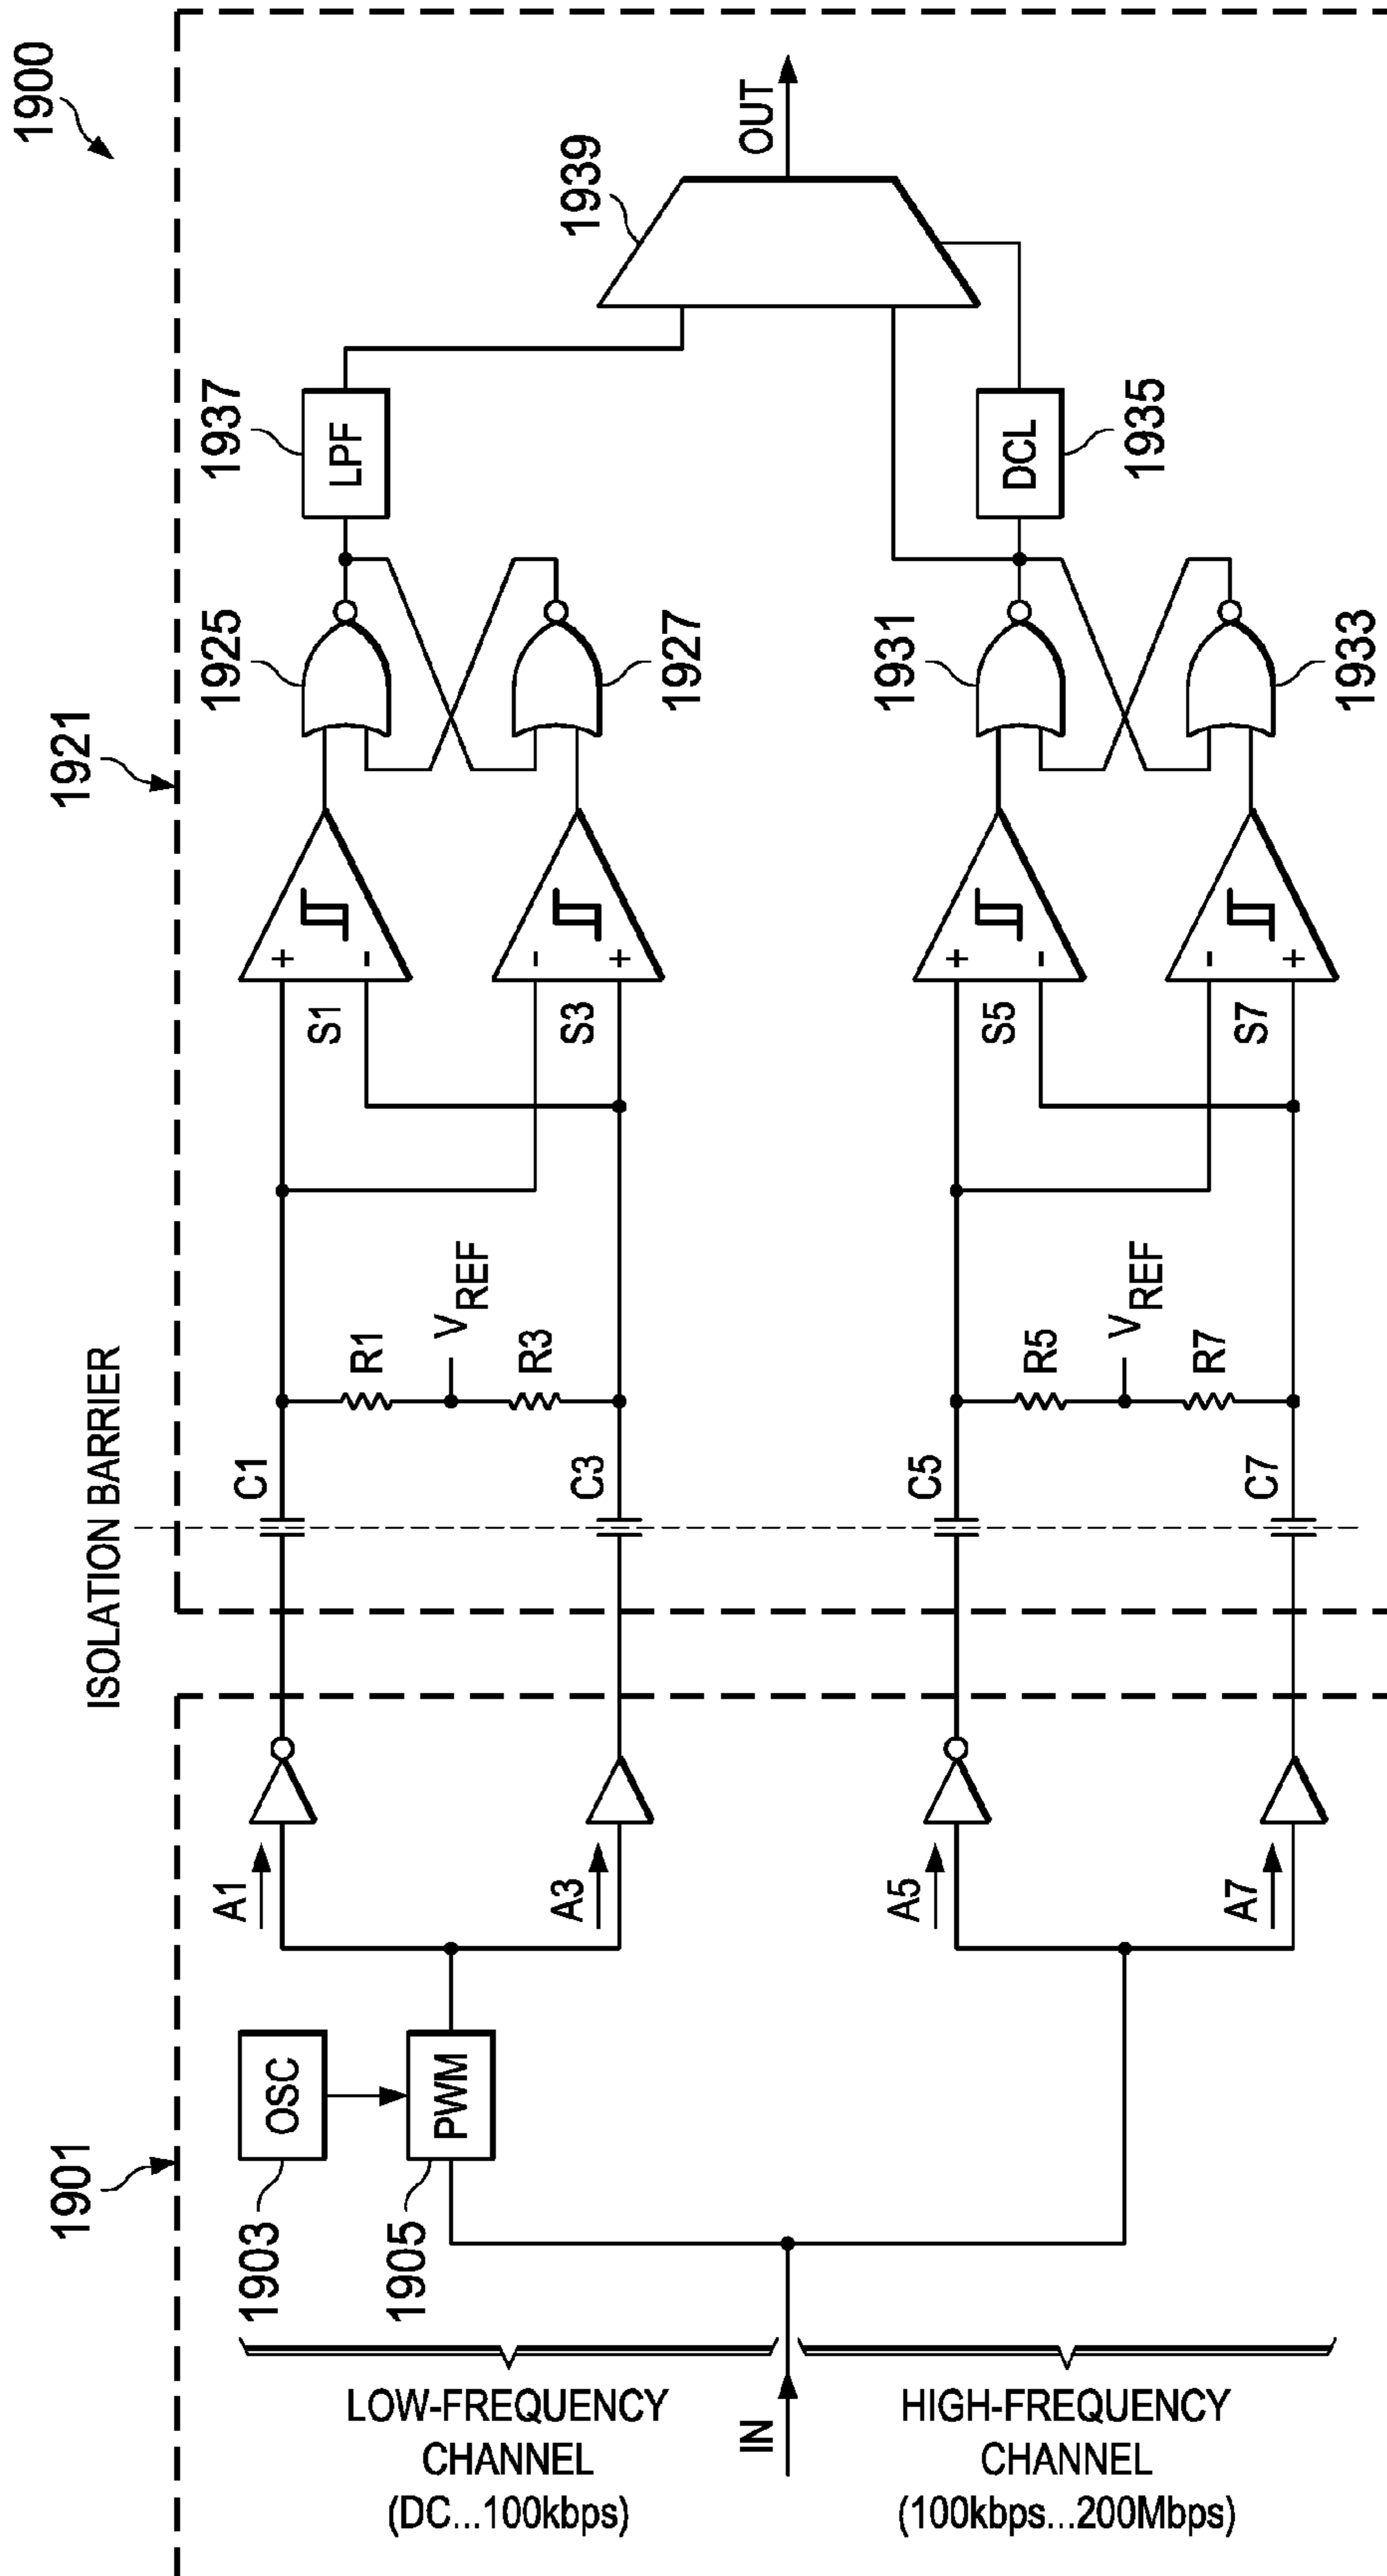 1900
1901
1921
ISOLATION BARRIER
OSC
1903
PWM
1905
A1
A3
C1
C3
R1
VREF
R3
S1
S3
+
-
-
+
1925
1927
LPF
1937
1939
OUT
LOW-FREQUENCY
CHANNEL
(DC...100kbps)
IN
HIGH-FREQUENCY
CHANNEL
(100kbps...200Mbps)
A5
A7
C5
C7
R5
VREF
R7
S5
S7
+
-
-
+
1931
1933
DCL
1935